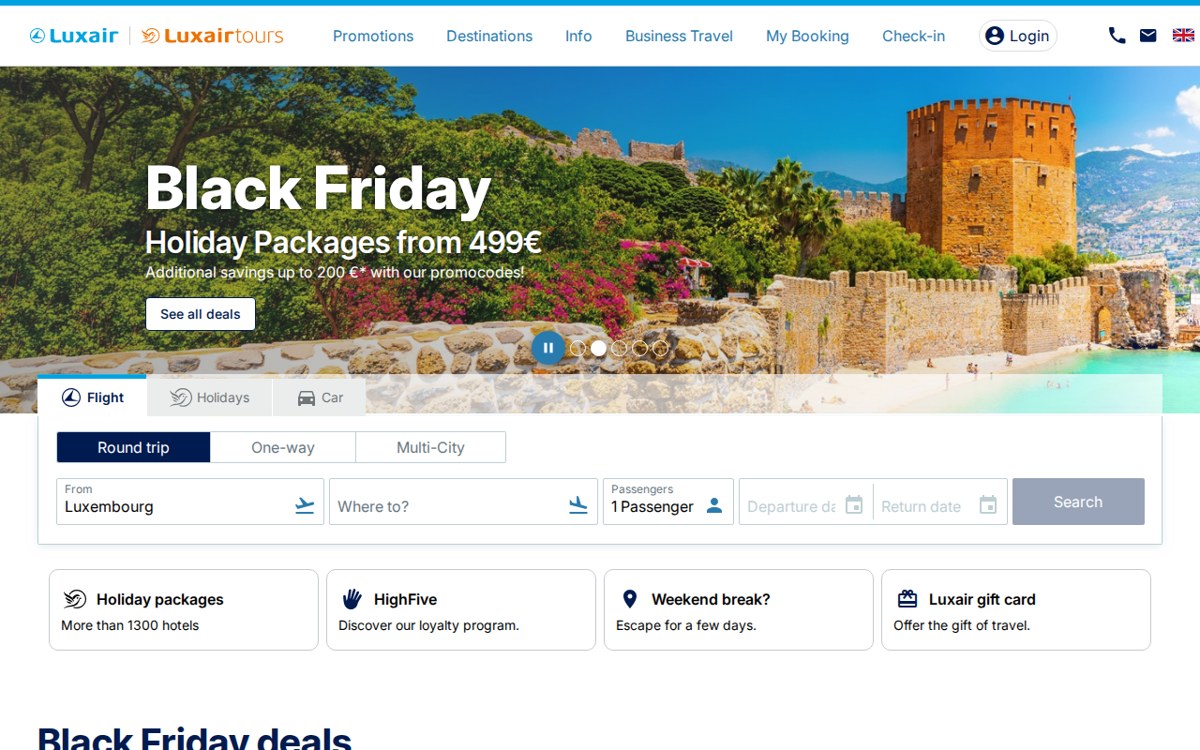 Luxair Luxairtours Promotions Destinations Info Business Travel My Booking Check-in Login
Black Friday
Holiday Packages from 499€
Additional savings up to 200 €* with our promocodes!
See all deals
Flight Holidays Car
Round trip One-way Multi-City
From
Luxembourg
Where to?
Passengers
1 Passenger
Departure da
Return date
Search
Holiday packages
More than 1300 hotels
HighFive
Discover our loyalty program.
Weekend break?
Escape for a few days.
Luxair gift card
Offer the gift of travel.
Black Friday deals